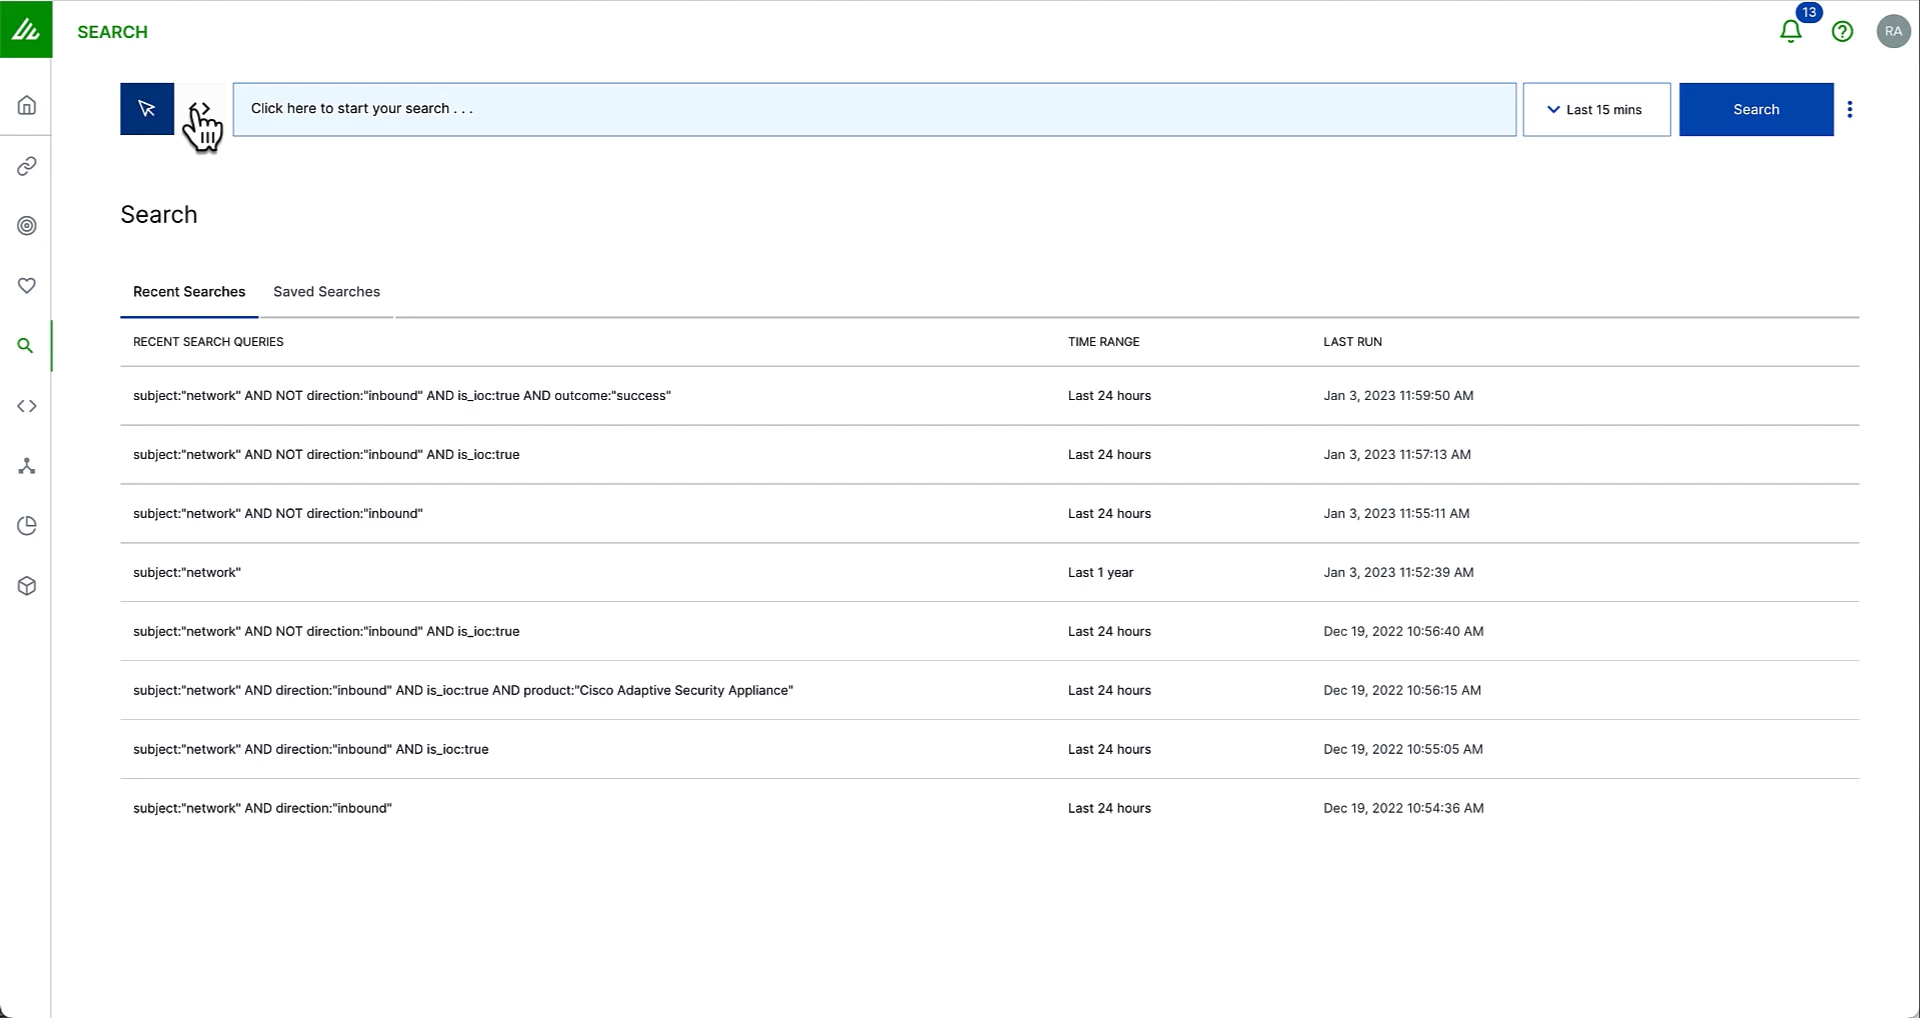 SEARCH
13
RA
Click here to start your search . . .
Last 15 mins
Search
Search
Recent Searches
Saved Searches
RECENT SEARCH QUERIES
TIME RANGE
LAST RUN
subject:"network" AND NOT direction:"inbound" AND is_ioc:true AND outcome:"success"
Last 24 hours
Jan 3, 2023 11:59:50 AM
subject:"network" AND NOT direction:"inbound" AND is_ioc:true
Last 24 hours
Jan 3, 2023 11:57:13 AM
subject:"network" AND NOT direction:"inbound"
Last 24 hours
Jan 3, 2023 11:55:11 AM
subject:"network"
Last 1 year
Jan 3, 2023 11:52:39 AM
subject:"network" AND NOT direction:"inbound" AND is_ioc:true
Last 24 hours
Dec 19, 2022 10:56:40 AM
subject:"network" AND direction:"inbound" AND is_ioc:true AND product:"Cisco Adaptive Security Appliance"
Last 24 hours
Dec 19, 2022 10:56:15 AM
subject:"network" AND direction:"inbound" AND is_ioc:true
Last 24 hours
Dec 19, 2022 10:55:05 AM
subject:"network" AND direction:"inbound"
Last 24 hours
Dec 19, 2022 10:54:36 AM